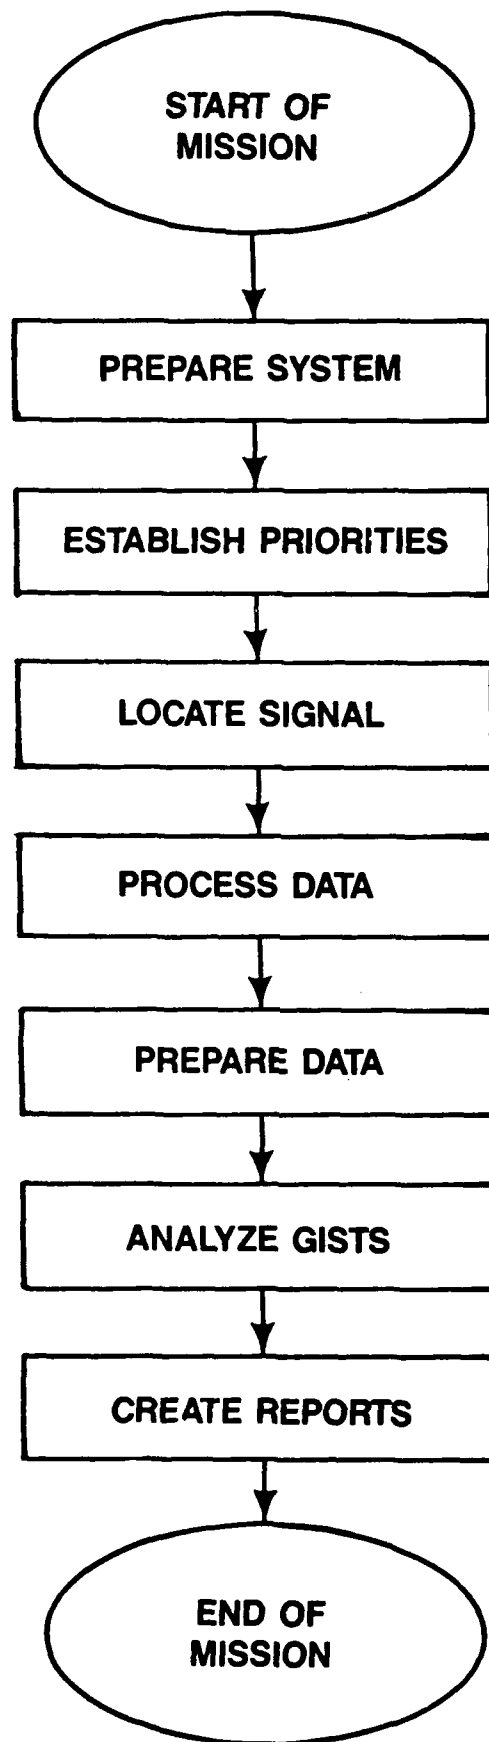 START OF
MISSION
PREPARE SYSTEM
ESTABLISH PRIORITIES
LOCATE SIGNAL
PROCESS DATA
PREPARE DATA
ANALYZE GISTS
CREATE REPORTS
END OF
MISSION